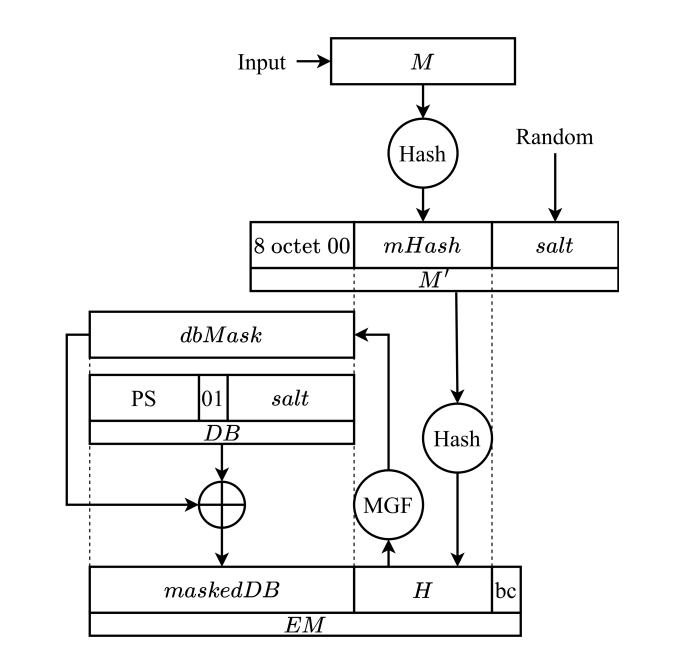 Input
M
Hash
Random
8 octet 00 mHash salt
M′
dbMask
PS 01 salt
DB
Hash
MGF
maskedDB H bc
EM